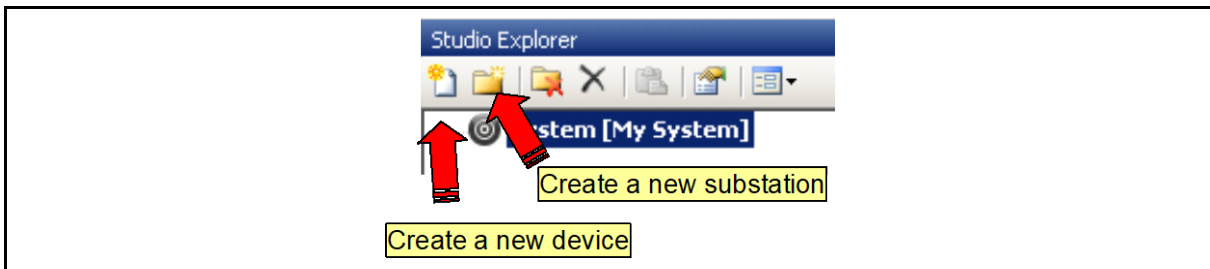 Studio Explorer
ystem [My System]
Create a new substation
Create a new device